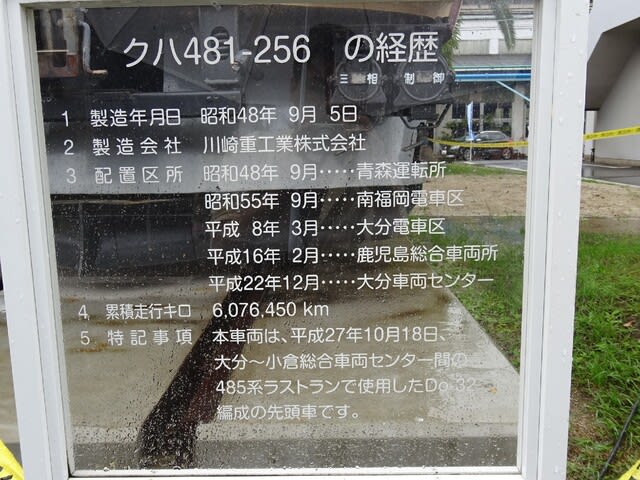 クハ481-256 の経歴
三相 制御
1 製造年月日 昭和48年 9月 5日
2 製造会社 川崎重工業株式会社
3 配置区所 昭和48年 9月‥‥‥青森運転所
昭和55年 9月‥‥‥南福岡電車区
平成 8年 3月‥‥‥大分電車区
平成16年 2月‥‥‥鹿児島総合車両所
平成22年12月‥‥‥大分車両センター
4 累積走行キロ 6,076,450 km
5 特記事項 本車両は、平成27年10月18日、
大分～小倉総合車両センター間の
485系ラストランで使用したDo 32
編成の先頭車です。